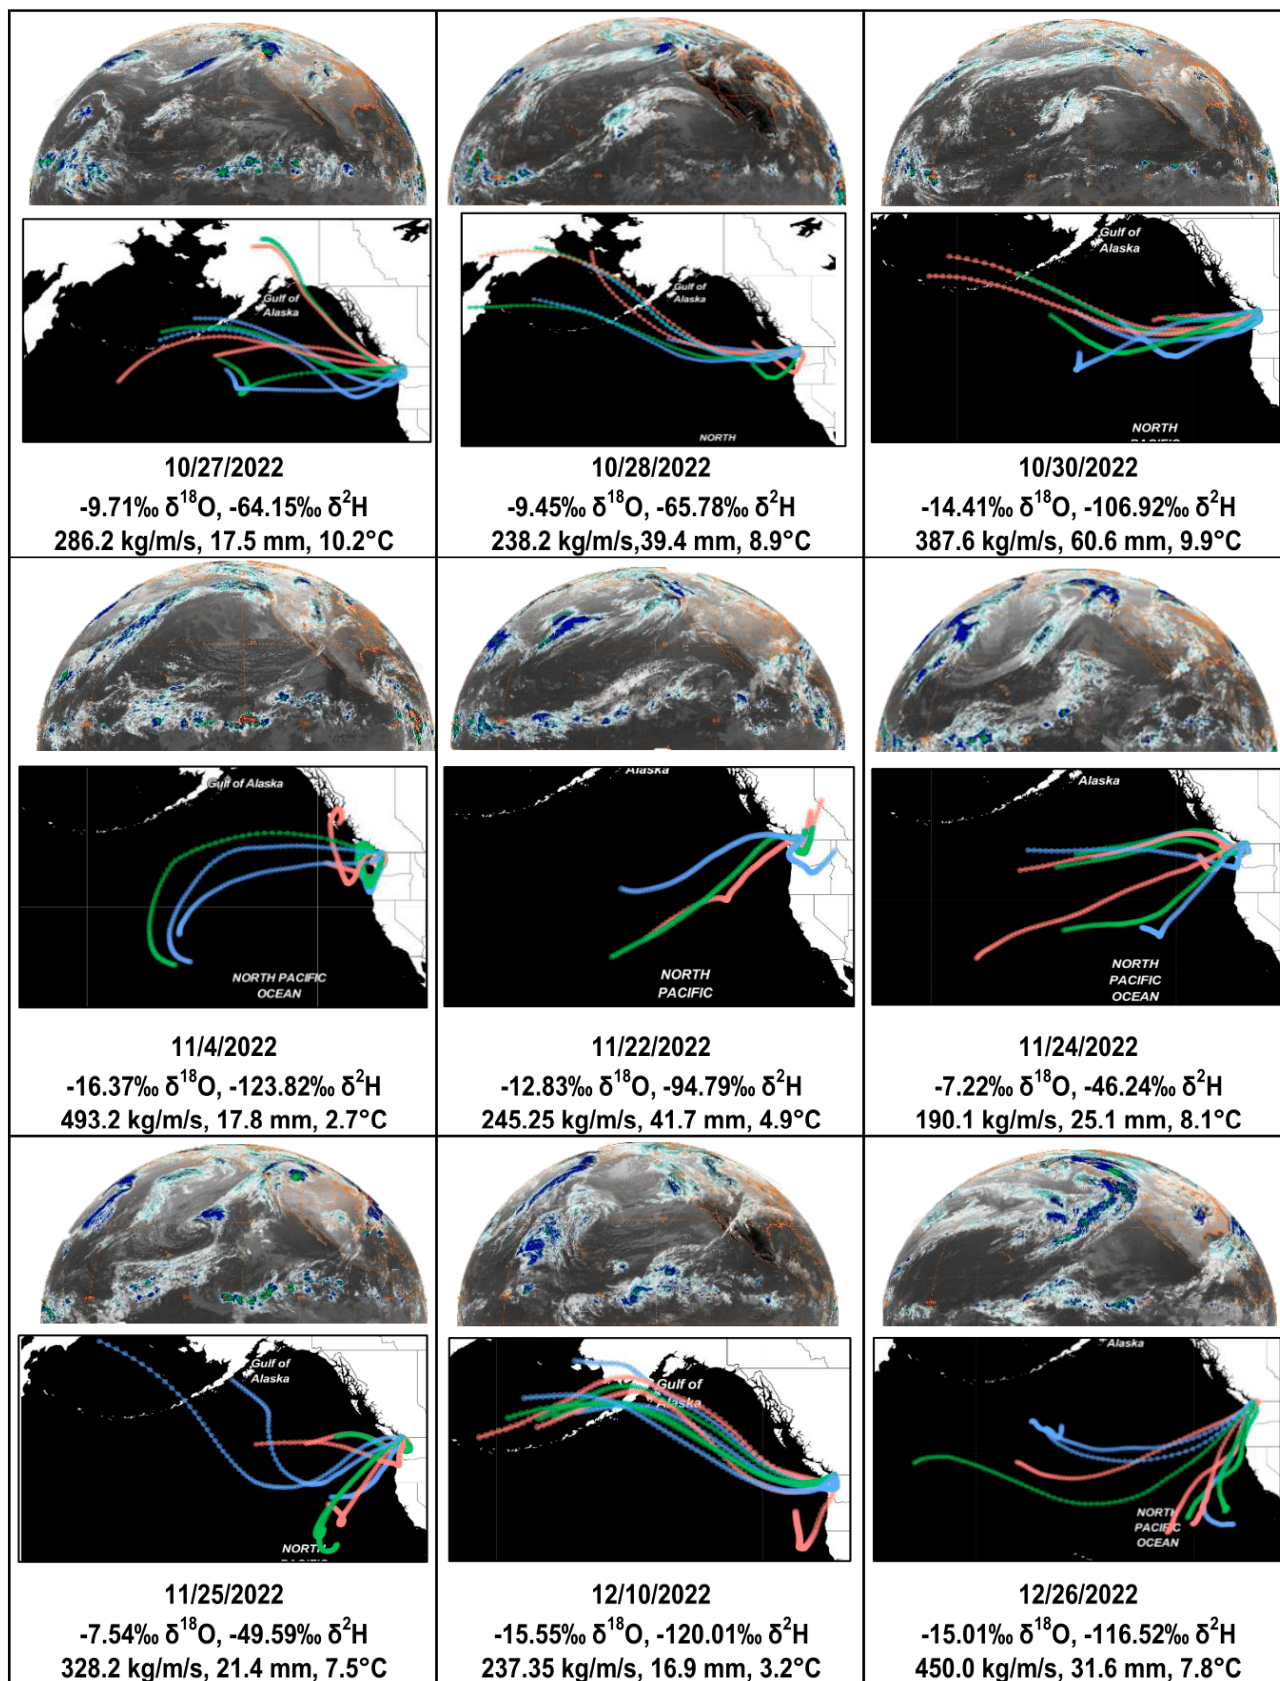 Gulf of
Alaska
10/27/2022
-9.71‰ δ¹⁸O, -64.15‰ δ²H
286.2 kg/m/s, 17.5 mm, 10.2°C
Gulf of
Alaska
NORTH
10/28/2022
-9.45‰ δ¹⁸O, -65.78‰ δ²H
238.2 kg/m/s,39.4 mm, 8.9°C
Gulf of
Alaska
NORTH
PACIFIC
10/30/2022
-14.41‰ δ¹⁸O, -106.92‰ δ²H
387.6 kg/m/s, 60.6 mm, 9.9°C
Gulf of Alaska
NORTH PACIFIC
OCEAN
11/4/2022
-16.37‰ δ¹⁸O, -123.82‰ δ²H
493.2 kg/m/s, 17.8 mm, 2.7°C
Alaska
NORTH
PACIFIC
11/22/2022
-12.83‰ δ¹⁸O, -94.79‰ δ²H
245.25 kg/m/s, 41.7 mm, 4.9°C
Alaska
NORTH
PACIFIC
OCEAN
11/24/2022
-7.22‰ δ¹⁸O, -46.24‰ δ²H
190.1 kg/m/s, 25.1 mm, 8.1°C
Gulf of
Alaska
NORTH
11/25/2022
-7.54‰ δ¹⁸O, -49.59‰ δ²H
328.2 kg/m/s, 21.4 mm, 7.5°C
Gulf of
Alaska
12/10/2022
-15.55‰ δ¹⁸O, -120.01‰ δ²H
237.35 kg/m/s, 16.9 mm, 3.2°C
Alaska
NORTH
PACIFIC
OCEAN
12/26/2022
-15.01‰ δ¹⁸O, -116.52‰ δ²H
450.0 kg/m/s, 31.6 mm, 7.8°C